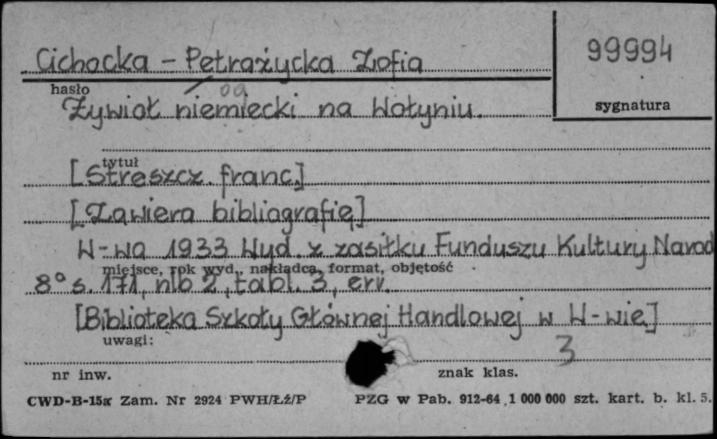 Cichocka - Petrażycka Zofia
99994
hasło
sygnatura
Żywioł niemiecki na Wołyniu.
tytuł
[Streszcz. franc.]
[Zawiera bibliografię]
W-wa 1933 Wyd. z zasiłku Funduszu Kultury Narod
miejsce, rok wyd., nakładca, format, objętość
8° s. 171, nlb 2, tabl. 3, err.
[Biblioteka Szkoły Głównej Handlowej w W-wie]
uwagi:
3
nr inw.
znak klas.
CWD-B-15a Zam. Nr 2924 PWH/Łź/P PZG w Pab. 912-64 1 000 000 szt. kart. b. kl. 5.